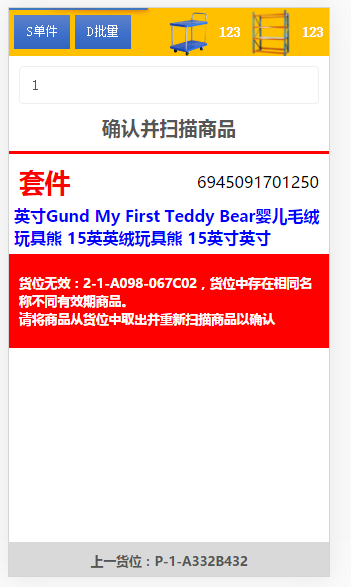 S单件 D批量 123 123
1
确认并扫描商品
套件 6945091701250
英寸Gund My First Teddy Bear婴儿毛绒
玩具熊 15英英绒玩具熊 15英寸英寸
货位无效：2-1-A098-067C02，货位中存在相同名
称不同有效期商品。
请将商品从货位中取出并重新扫描商品以确认
上一货位：P-1-A332B432